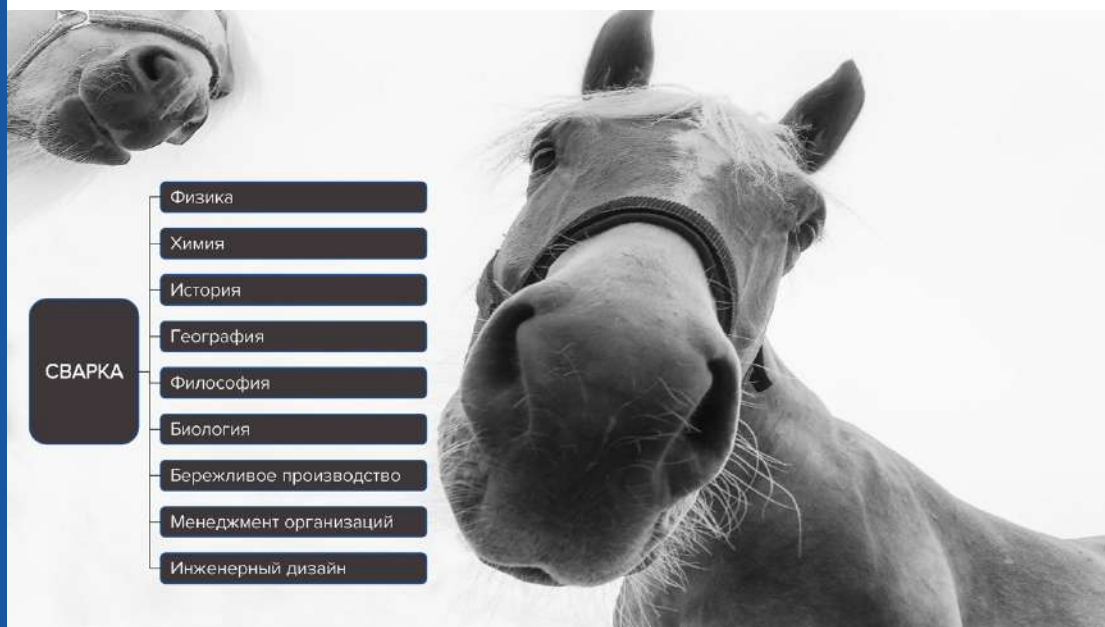 СВАРКА
Физика
Химия
История
География
Философия
Биология
Бережливое производство
Менеджмент организаций
Инженерный дизайн